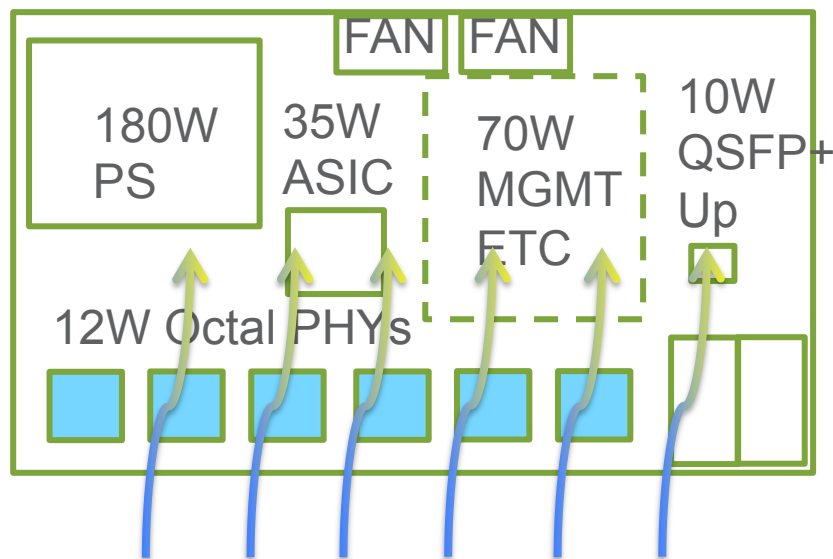 FAN FAN
180W
PS
35W
ASIC
70W
MGMT
ETC
10W
QSFP+
Up
12W Octal PHYs